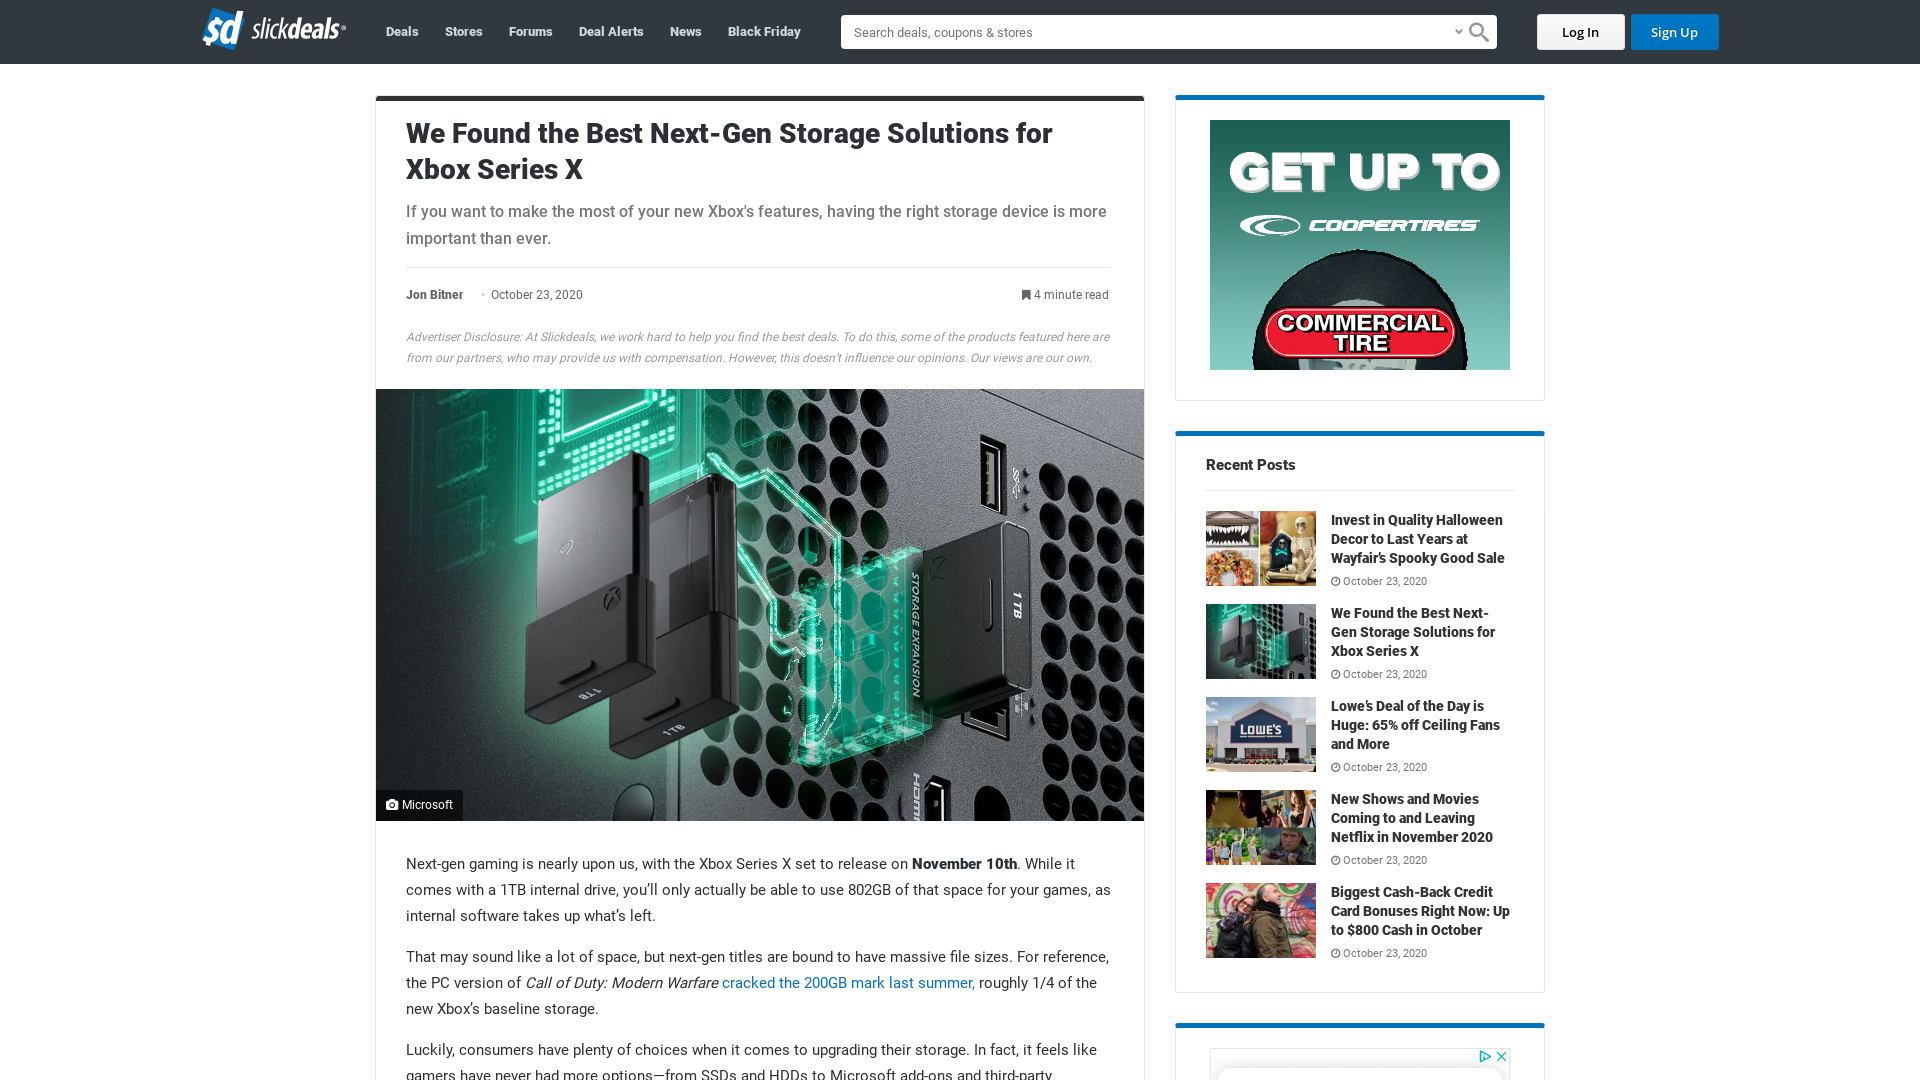 sd slickdeals
Deals
Stores
Forums
Deal Alerts
News
Black Friday
Search deals, coupons & stores
Log In
Sign Up
We Found the Best Next-Gen Storage Solutions for
Xbox Series X
If you want to make the most of your new Xbox's features, having the right storage device is more
important than ever.
Jon Bitner
• October 23, 2020
4 minute read
Advertiser Disclosure: At Slickdeals, we work hard to help you find the best deals. To do this, some of the products featured here are
from our partners, who may provide us with compensation. However, this doesn’t influence our opinions. Our views are our own.
1 TB
1 TB
STORAGE EXPANSION
1 TB
Microsoft
Next-gen gaming is nearly upon us, with the Xbox Series X set to release on November 10th. While it
comes with a 1TB internal drive, you’ll only actually be able to use 802GB of that space for your games, as
internal software takes up what’s left.
That may sound like a lot of space, but next-gen titles are bound to have massive file sizes. For reference,
the PC version of Call of Duty: Modern Warfare cracked the 200GB mark last summer, roughly 1/4 of the
new Xbox’s baseline storage.
Luckily, consumers have plenty of choices when it comes to upgrading their storage. In fact, it feels like
gamers have never had more options—from SSDs and HDDs to Microsoft add-ons and third-party
GET UP TO
COOPERTIRES
COMMERCIAL
TIRE
Recent Posts
Invest in Quality Halloween
Decor to Last Years at
Wayfair’s Spooky Good Sale
October 23, 2020
We Found the Best Next-
Gen Storage Solutions for
Xbox Series X
October 23, 2020
LOWE'S
Lowe’s Deal of the Day is
Huge: 65% off Ceiling Fans
and More
October 23, 2020
New Shows and Movies
Coming to and Leaving
Netflix in November 2020
October 23, 2020
Biggest Cash-Back Credit
Card Bonuses Right Now: Up
to $800 Cash in October
October 23, 2020